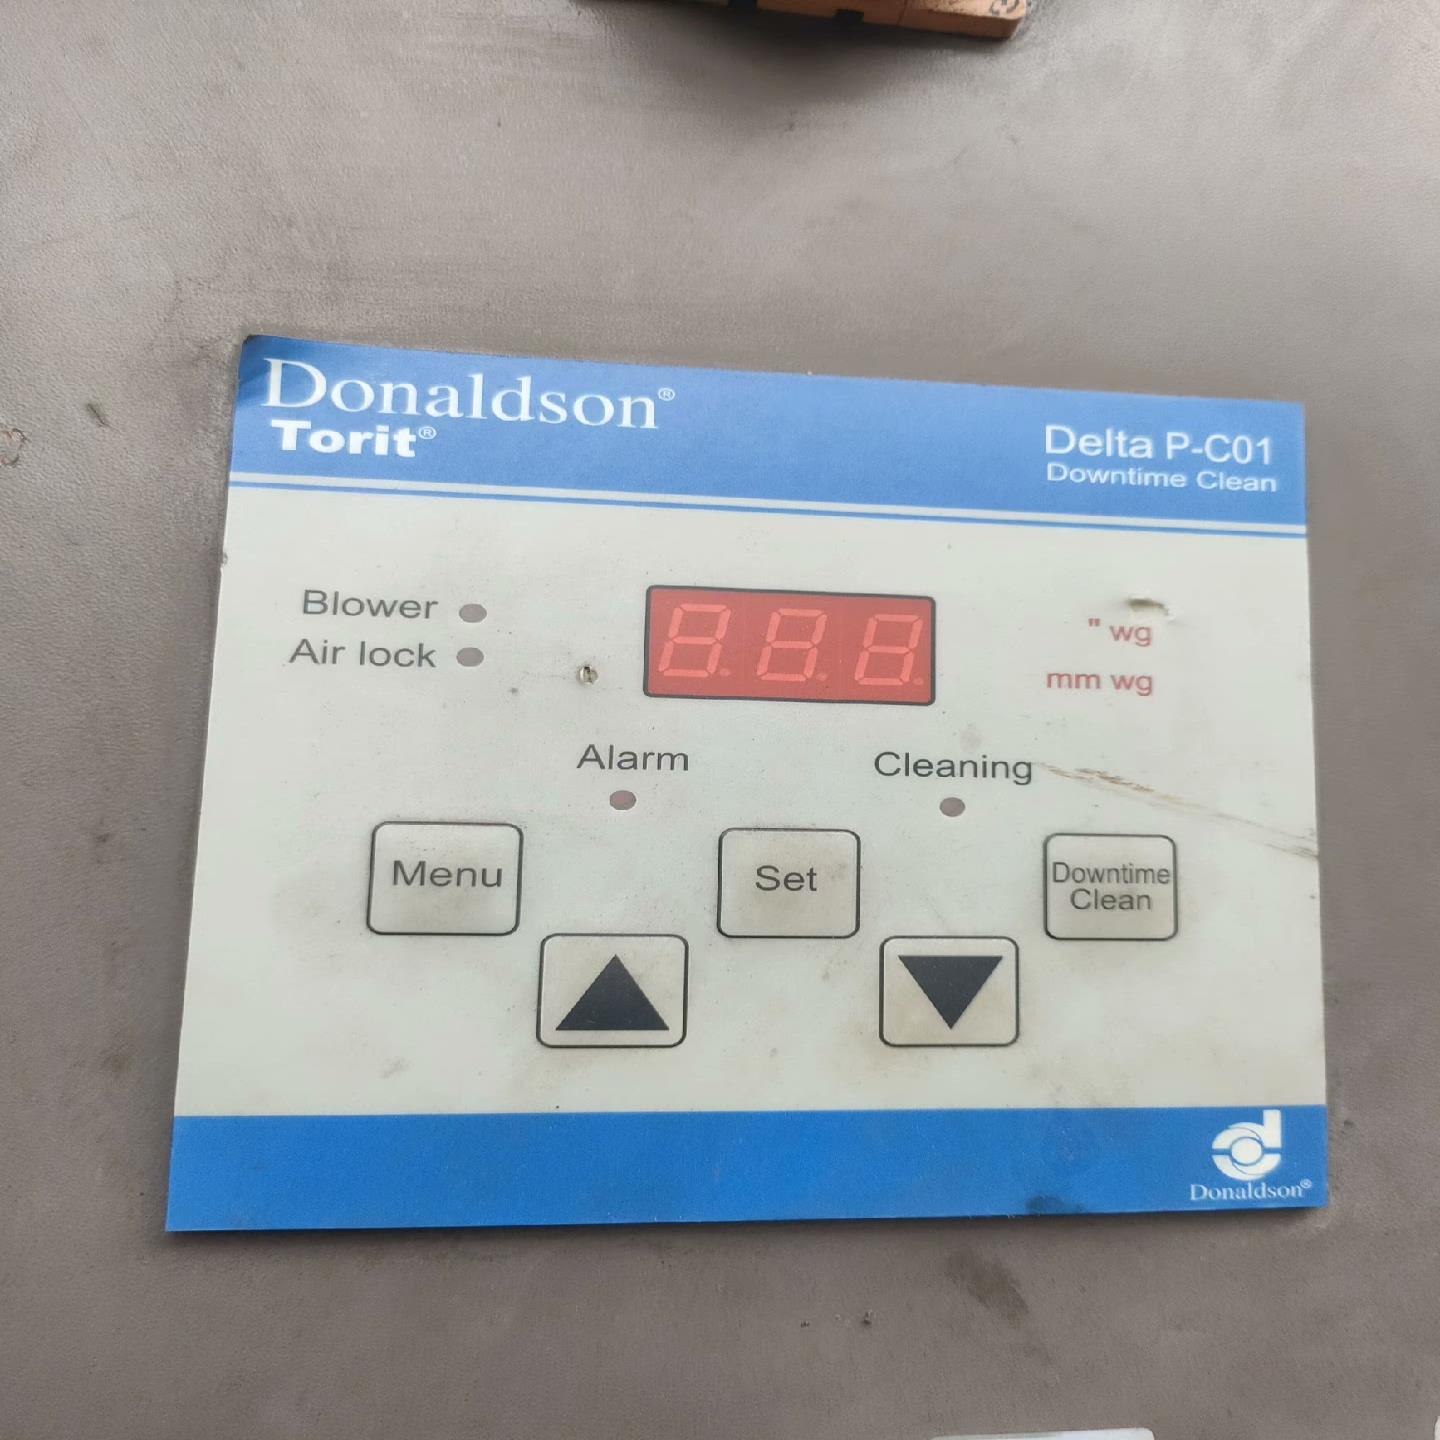 Donaldson®
Torit®
Delta P-C01
Downtime Clean
Blower
Air lock
8.8.8.
" wg
mm wg
Alarm
Cleaning
Menu
Set
Downtime
Clean
d
Donaldson®